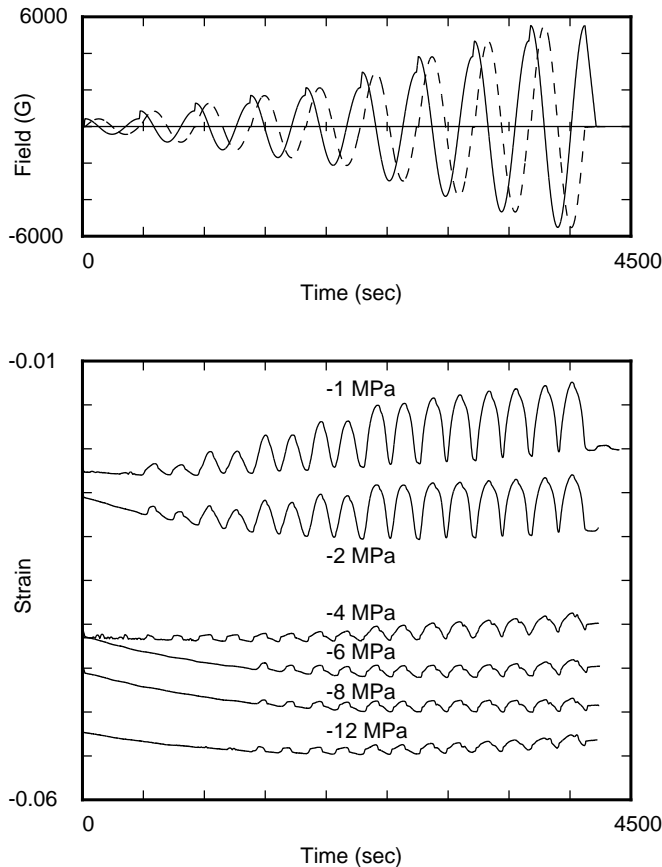 6000
Field (G)
-6000
0
4500
Time (sec)
-0.01
-1 MPa
-2 MPa
Strain
-4 MPa
-6 MPa
-8 MPa
-12 MPa
-0.06
0
4500
Time (sec)